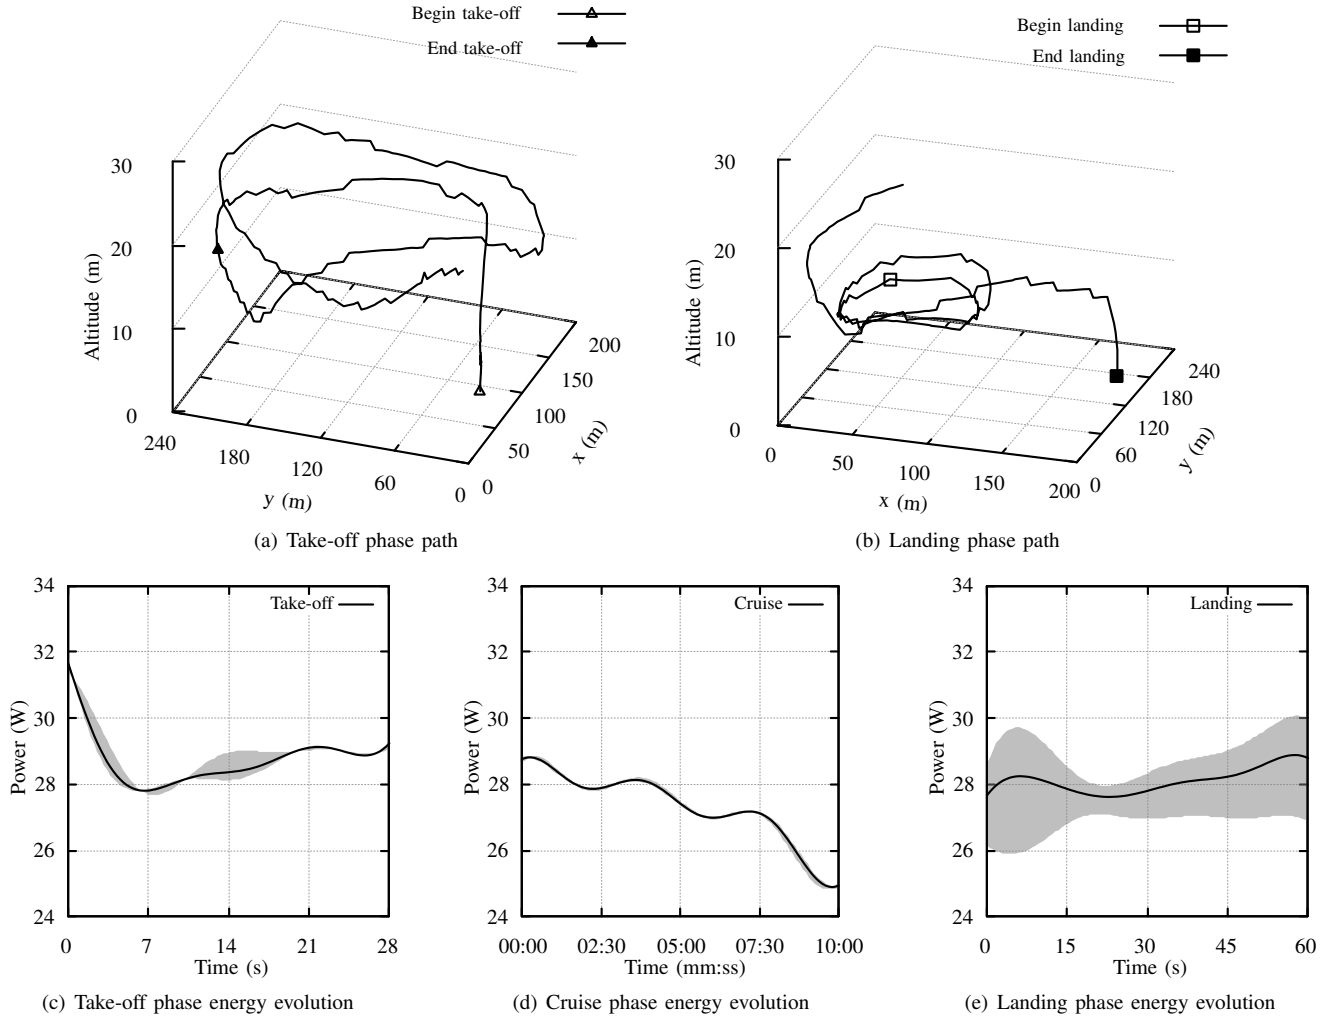 Begin take-off
End take-off
30
20
10
0
Altitude (m)
240
180
120
60
0
y (m)
0
50
100
150
200
x (m)
(a) Take-off phase path
Begin landing
End landing
30
20
10
0
Altitude (m)
0
50
100
150
200
x (m)
0
60
120
180
240
y (m)
(b) Landing phase path
34
32
30
28
26
24
Power (W)
Take-off
0 7 14 21 28
Time (s)
(c) Take-off phase energy evolution
34
32
30
28
26
24
Power (W)
Cruise
00:00 02:30 05:00 07:30 10:00
Time (mm:ss)
(d) Cruise phase energy evolution
34
32
30
28
26
24
Power (W)
Landing
0 15 30 45 60
Time (s)
(e) Landing phase energy evolution